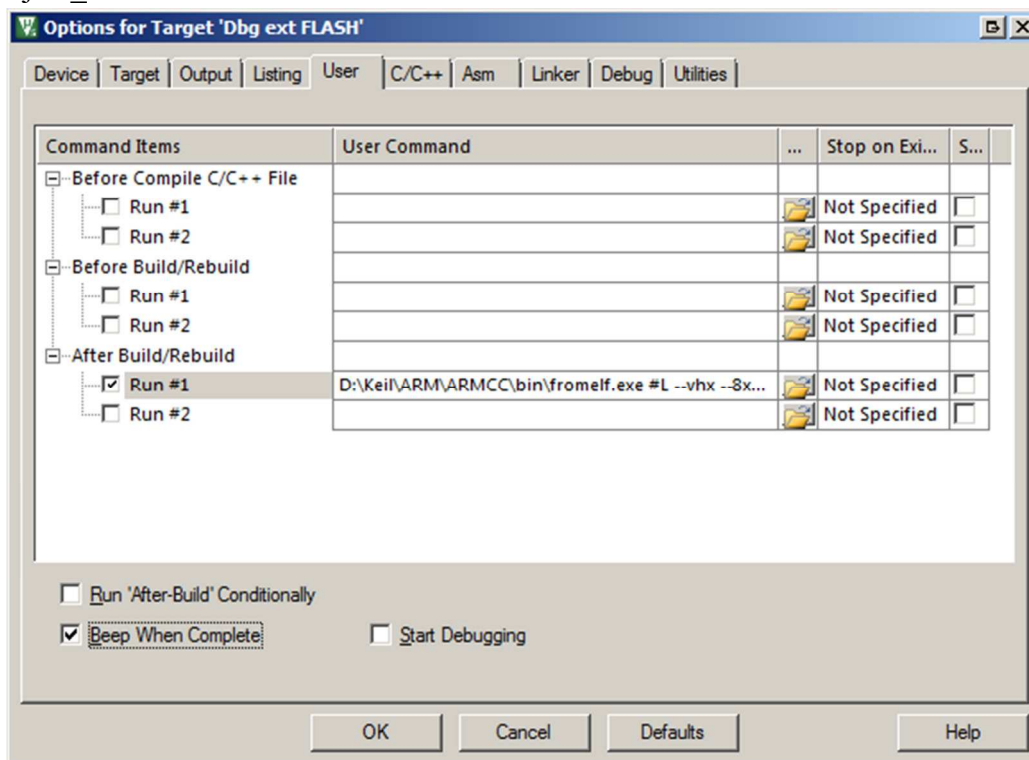 Options for Target 'Dbg ext FLASH'
Device Target Output Listing User C/C++ Asm Linker Debug Utilities
Command Items User Command ... Stop on Exi... S...
Before Compile C/C++ File
Run #1 Not Specified
Run #2 Not Specified
Before Build/Rebuild
Run #1 Not Specified
Run #2 Not Specified
After Build/Rebuild
Run #1 D:\Keil\ARM\ARMCC\bin\fromelf.exe #L --vhx --8x... Not Specified
Run #2 Not Specified
Run 'After-Build' Conditionally
Beep When Complete Start Debugging
OK Cancel Defaults Help